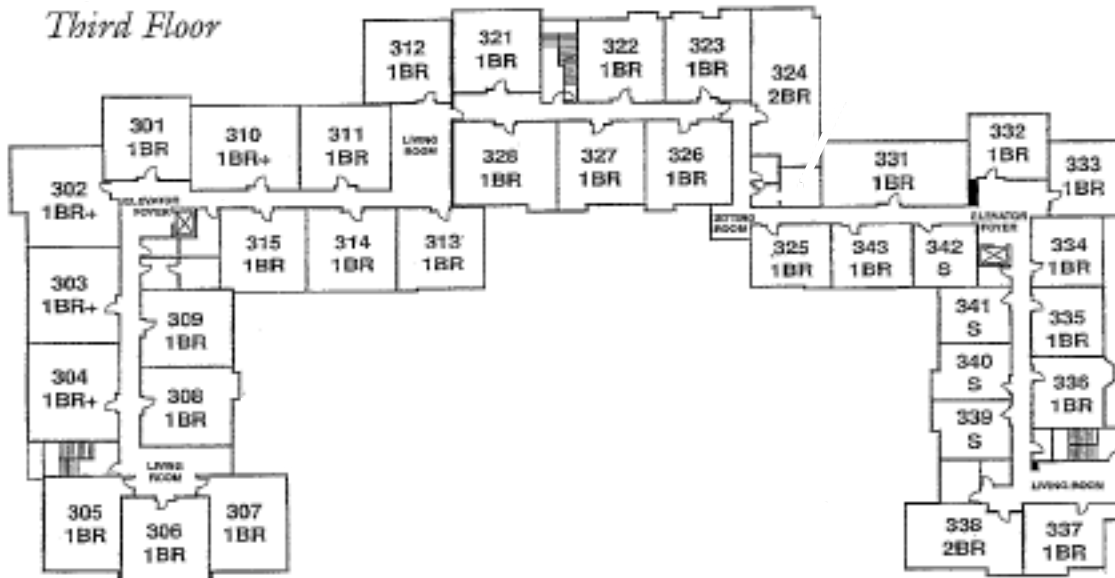 Third Floor
312
1BR
321
1BR
322
1BR
323
1BR
324
2BR
301
1BR
310
1BR+
311
1BR
LIVING
ROOM
328
1BR
327
1BR
326
1BR
331
1BR
332
1BR
333
1BR
302
1BR+
ELEVATOR
FOYER
315
1BR
314
1BR
313
1BR
SITTING
ROOM
325
1BR
343
1BR
342
S
ELEVATOR
FOYER
334
1BR
303
1BR+
309
1BR
341
S
335
1BR
304
1BR+
308
1BR
340
S
336
1BR
339
S
LIVING
ROOM
LIVING ROOM
305
1BR
306
1BR
307
1BR
338
2BR
337
1BR